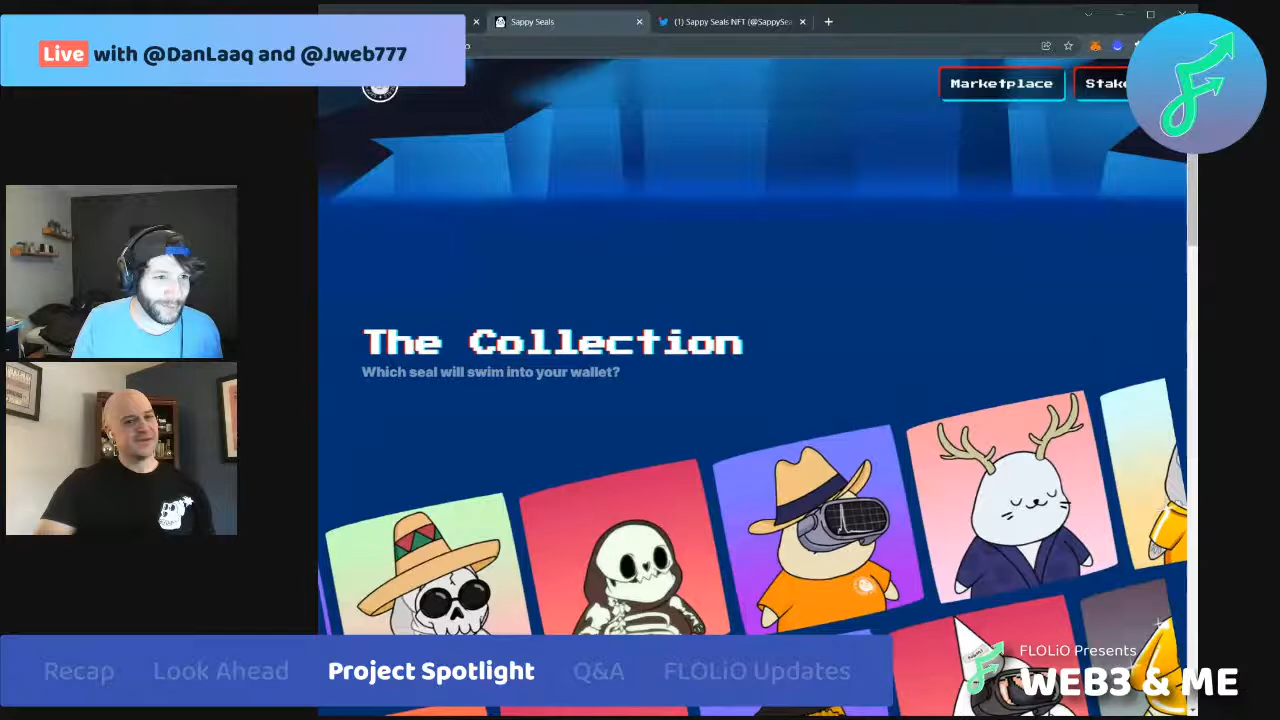 Sappy Seals
(1) Sappy Seals NFT (@SappySea
Live with @DanLaaq and @Jweb777
Marketplace
Stake
The Collection
Which seal will swim into your wallet?
Recap
Look Ahead
Project Spotlight
Q&A
FLOLiO Updates
FLOLiO Presents
WEB3 & ME